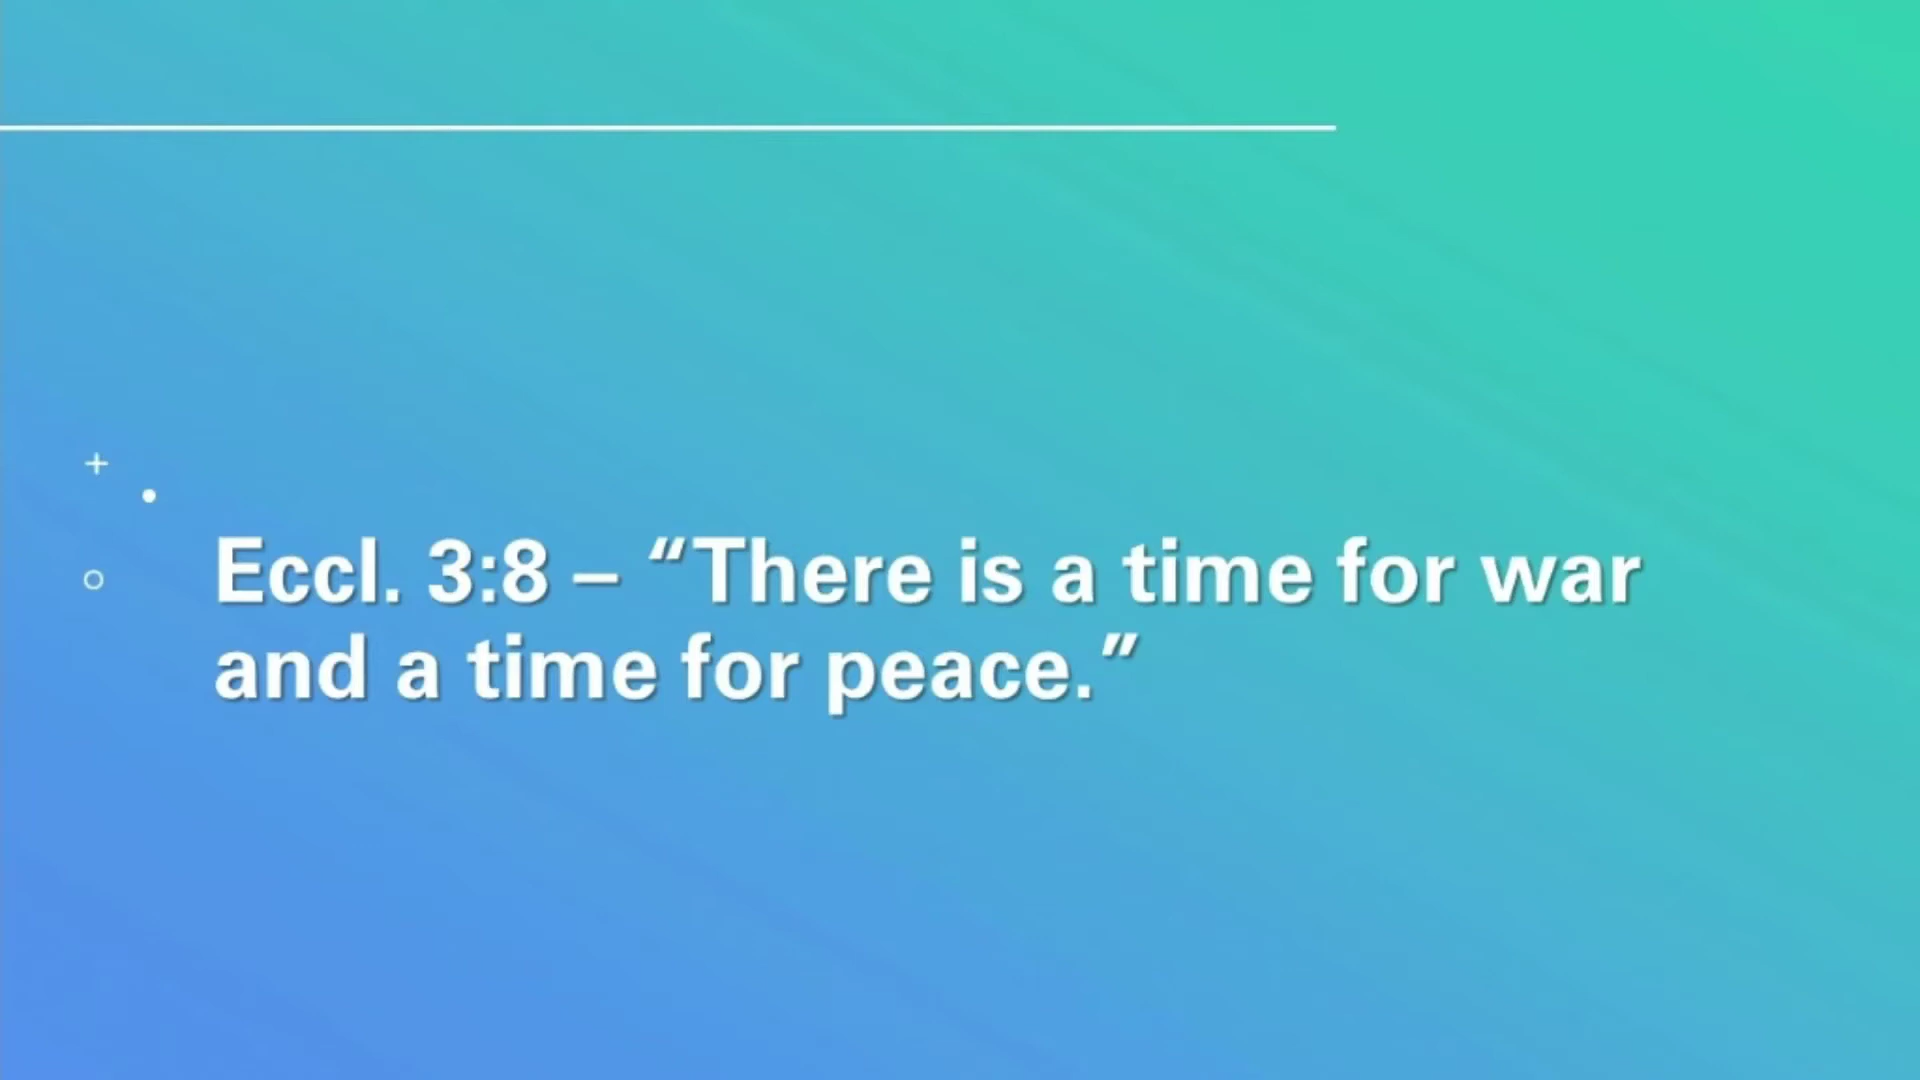 Eccl. 3:8 – “There is a time for war
and a time for peace.”